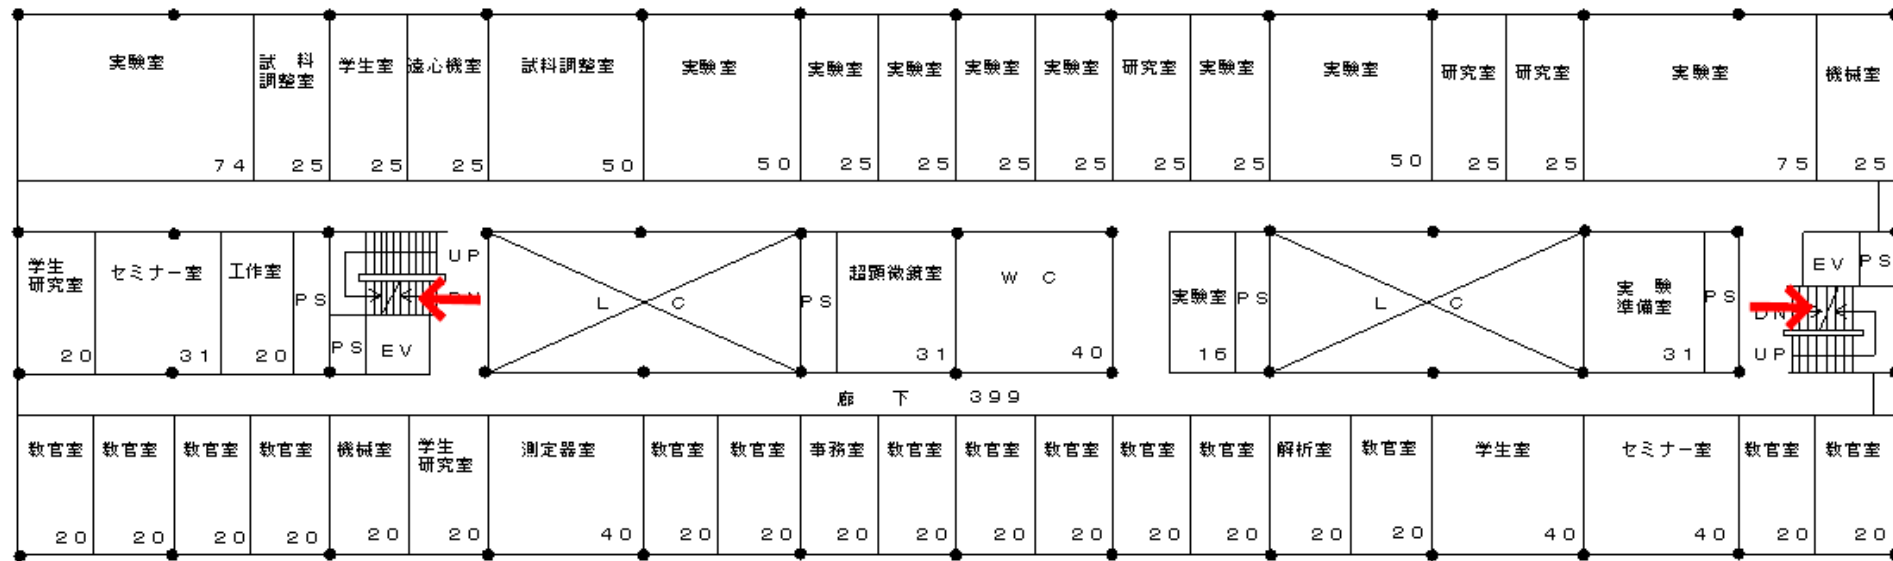 実験室
試 料
調整室
学生室
遠心機室
試料調整室
実験室
実験室
実験室
実験室
実験室
研究室
実験室
実験室
研究室
研究室
実験室
機械室
74
25
25
25
50
50
25
25
25
25
25
25
50
25
25
75
25
学生
研究室
セミナー室
工作室
PS
UP
PS
EV
L C
PS
超顕微鏡室
W C
実験室
PS
L C
実 験
準備室
PS
EV
PS
DN
UP
20
31
20
31
40
16
31
廊 下 399
教官室
教官室
教官室
教官室
機械室
学生
研究室
測定器室
教官室
教官室
事務室
教官室
教官室
教官室
教官室
教官室
解析室
教官室
学生室
セミナー室
教官室
教官室
20
20
20
20
20
20
40
20
20
20
20
20
20
20
20
20
20
40
40
20
20